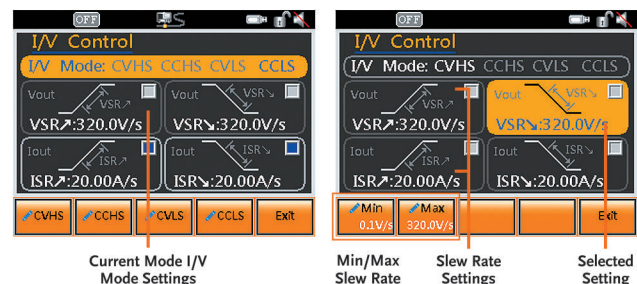 OFF
I/V Control
I/V Mode: CVHS CCHS CVLS CCLS
Vout VSR↗
VSR↗:320.0V/s
Vout VSR↘
VSR↘:320.0V/s
Iout ISR↗
ISR↗:20.00A/s
Iout ISR↘
ISR↘:20.00A/s
CVHS CCHS CVLS CCLS Exit
Current Mode I/V
Mode Settings
OFF
I/V Control
I/V Mode: CVHS CCHS CVLS CCLS
Vout VSR↗
VSR↗:320.0V/s
Vout VSR↘
VSR↘:320.0V/s
Iout ISR↗
ISR↗:20.00A/s
Iout ISR↘
ISR↘:20.00A/s
Min Max Exit
0.1V/s 320.0V/s
Min/Max
Slew Rate
Slew Rate
Settings
Selected
Setting